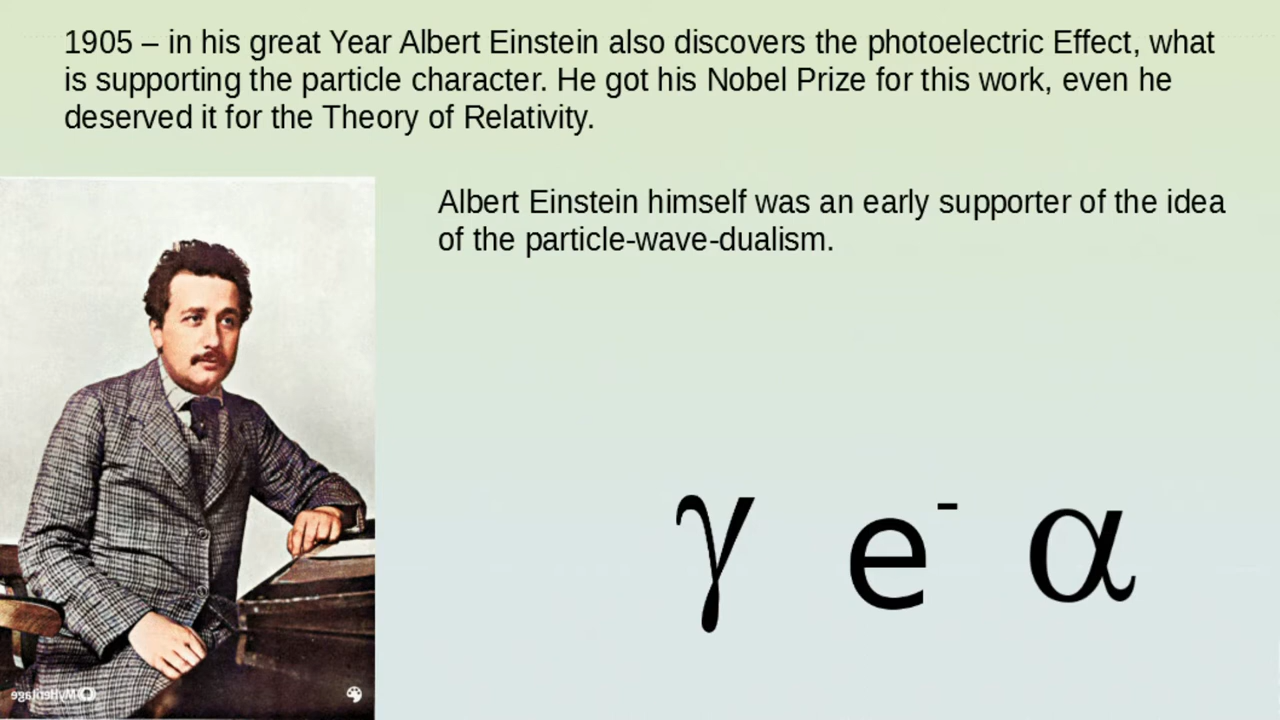 1905 – in his great Year Albert Einstein also discovers the photoelectric Effect, what
is supporting the particle character. He got his Nobel Prize for this work, even he
deserved it for the Theory of Relativity.
Albert Einstein himself was an early supporter of the idea
of the particle-wave-dualism.
γ e⁻ α
MyHeritage